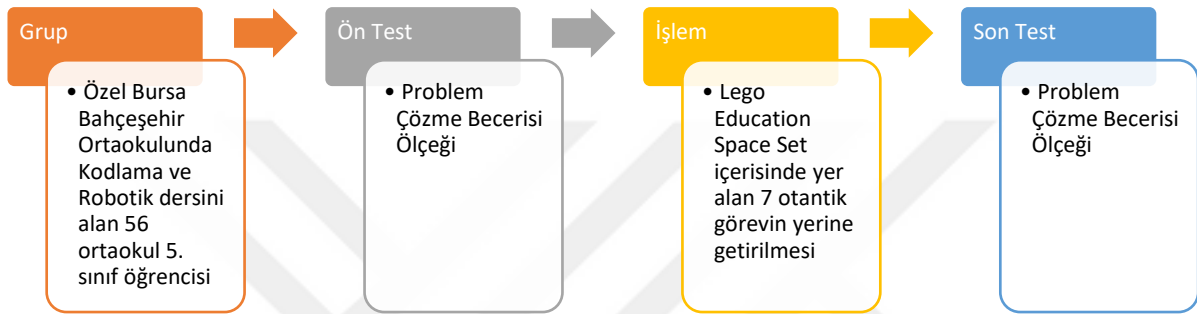 Grup
• Özel Bursa
Bahçeşehir
Ortaokulunda
Kodlama ve
Robotik dersini
alan 56
ortaokul 5.
sınıf öğrencisi
Ön Test
• Problem
Çözme Becerisi
Ölçeği
İşlem
• Lego
Education
Space Set
içerisinde yer
alan 7 otantik
görevin yerine
getirilmesi
Son Test
• Problem
Çözme Becerisi
Ölçeği